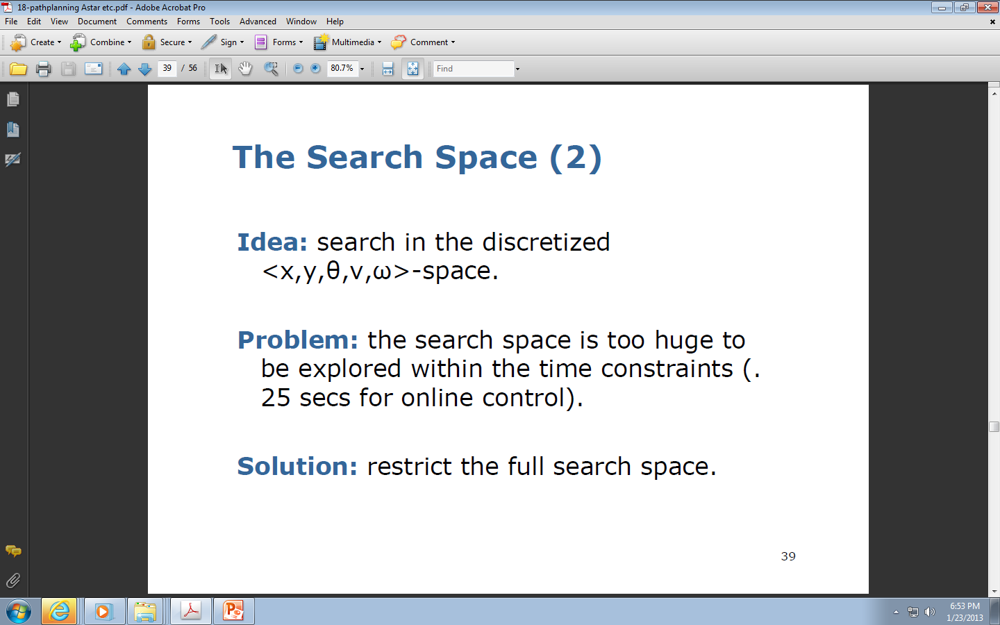 18-pathplanning Astar etc.pdf - Adobe Acrobat Pro
File Edit View Document Comments Forms Tools Advanced Window Help
Create Combine Secure Sign Forms Multimedia Comment
39 / 56 80.7% Find
The Search Space (2)
Idea: search in the discretized
<x,y,θ,v,ω>-space.
Problem: the search space is too huge to
be explored within the time constraints (.
25 secs for online control).
Solution: restrict the full search space.
39
6:53 PM
1/23/2013